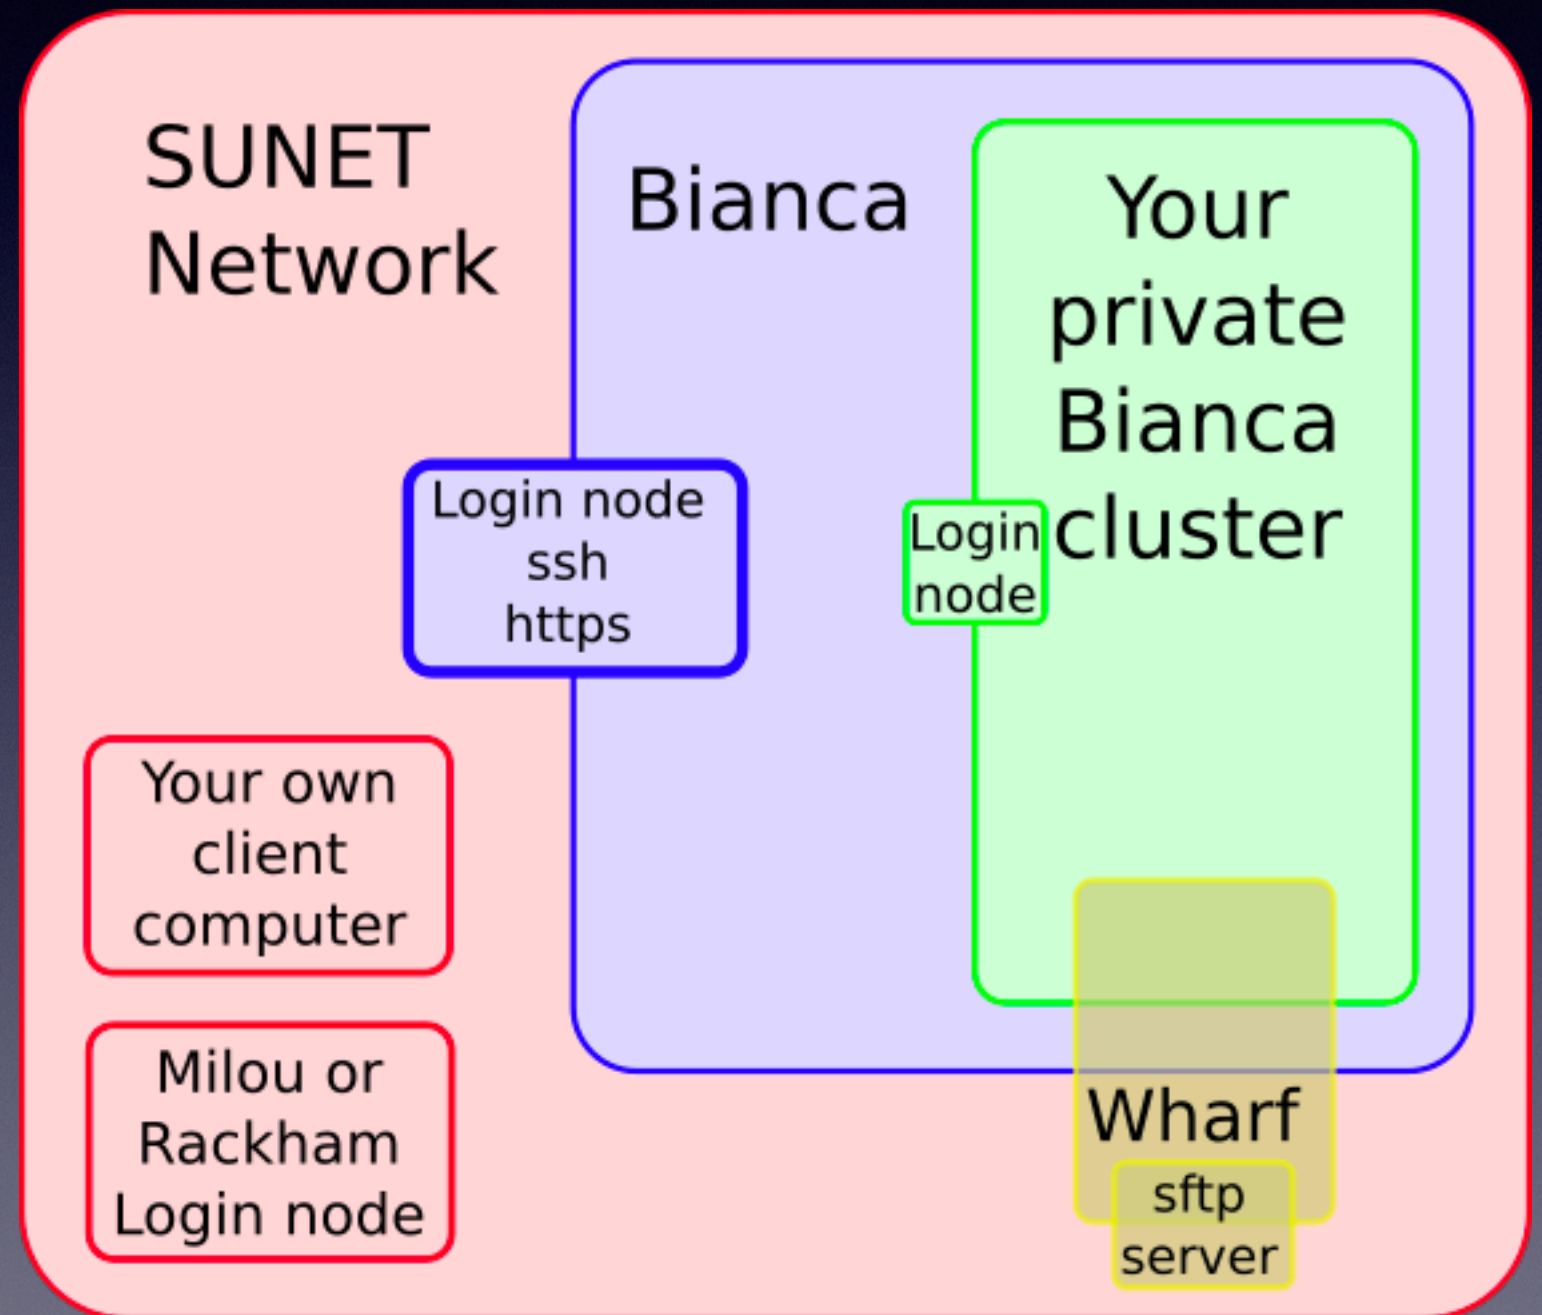 SUNET
Network
Bianca
Your
private
Bianca
cluster
Login node
ssh
https
Login
node
Your own
client
computer
Milou or
Rackham
Login node
Wharf
sftp
server